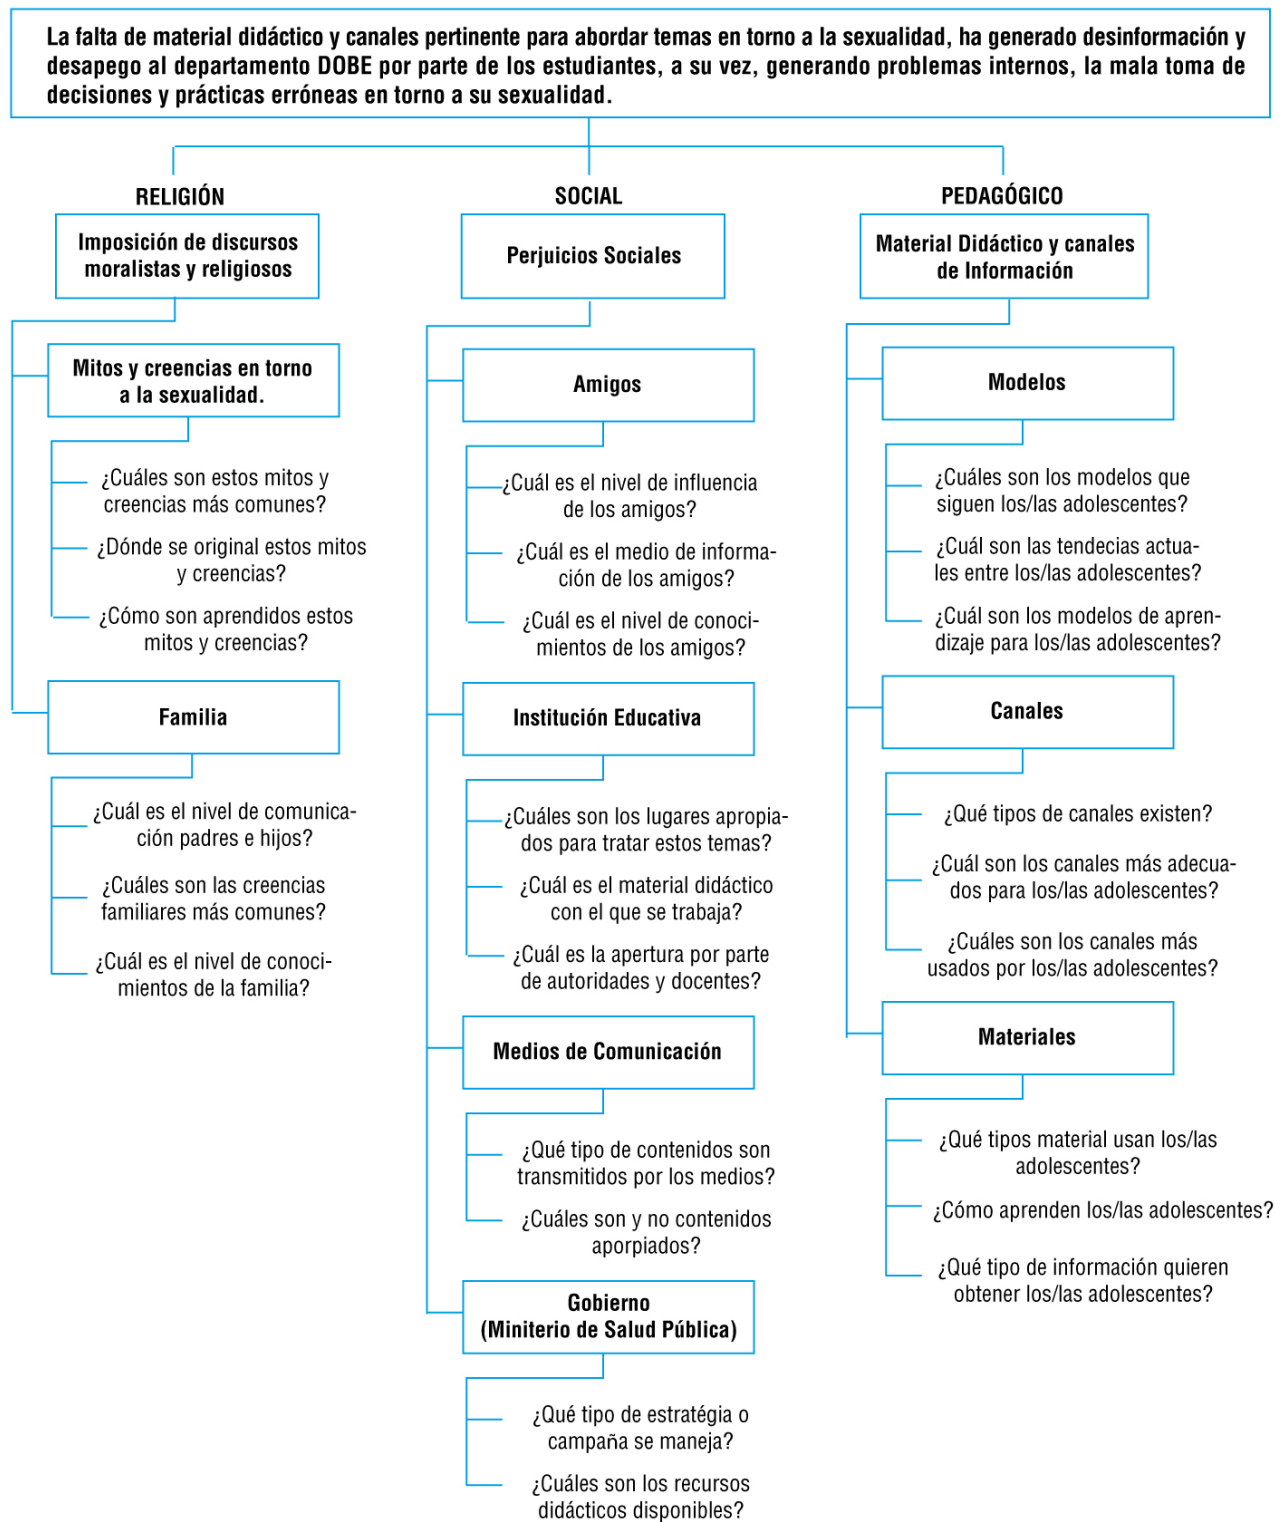 La falta de material didáctico y canales pertinente para abordar temas en torno a la sexualidad, ha generado desinformación y
desapego al departamento DOBE por parte de los estudiantes, a su vez, generando problemas internos, la mala toma de
decisiones y prácticas erróneas en torno a su sexualidad.
RELIGIÓN
Imposición de discursos
moralistas y religiosos
Mitos y creencias en torno
a la sexualidad.
¿Cuáles son estos mitos y
creencias más comunes?
¿Dónde se original estos mitos
y creencias?
¿Cómo son aprendidos estos
mitos y creencias?
Familia
¿Cuál es el nivel de comunica-
ción padres e hijos?
¿Cuáles son las creencias
familiares más comunes?
¿Cuál es el nivel de conoci-
mientos de la familia?
SOCIAL
Perjuicios Sociales
Amigos
¿Cuál es el nivel de influencia
de los amigos?
¿Cuál es el medio de informa-
ción de los amigos?
¿Cuál es el nivel de conoci-
mientos de los amigos?
Institución Educativa
¿Cuáles son los lugares apropia-
dos para tratar estos temas?
¿Cuál es el material didáctico
con el que se trabaja?
¿Cuál es la apertura por parte
de autoridades y docentes?
Medios de Comunicación
¿Qué tipo de contenidos son
transmitidos por los medios?
¿Cuáles son y no contenidos
aporpiados?
Gobierno
(Miniterio de Salud Pública)
¿Qué tipo de estratégia o
campaña se maneja?
¿Cuáles son los recursos
didácticos disponibles?
PEDAGÓGICO
Material Didáctico y canales
de Información
Modelos
¿Cuáles son los modelos que
siguen los/las adolescentes?
¿Cuál son las tendecias actua-
les entre los/las adolescentes?
¿Cuál son los modelos de apren-
dizaje para los/las adolescentes?
Canales
¿Qué tipos de canales existen?
¿Cuál son los canales más adecua-
dos para los/las adolescentes?
¿Cuáles son los canales más
usados por los/las adolescentes?
Materiales
¿Qué tipos material usan los/las
adolescentes?
¿Cómo aprenden los/las adolescentes?
¿Qué tipo de información quieren
obtener los/las adolescentes?